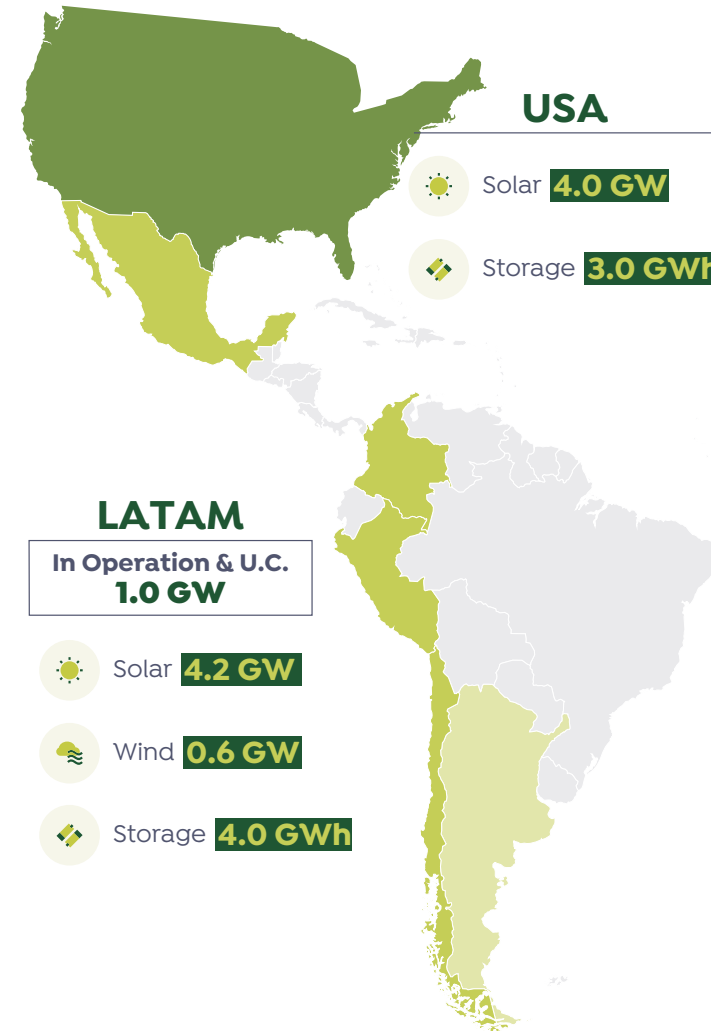 USA
Solar 4.0 GW
Storage 3.0 GWh
LATAM
In Operation & U.C.
1.0 GW
Solar 4.2 GW
Wind 0.6 GW
Storage 4.0 GWh